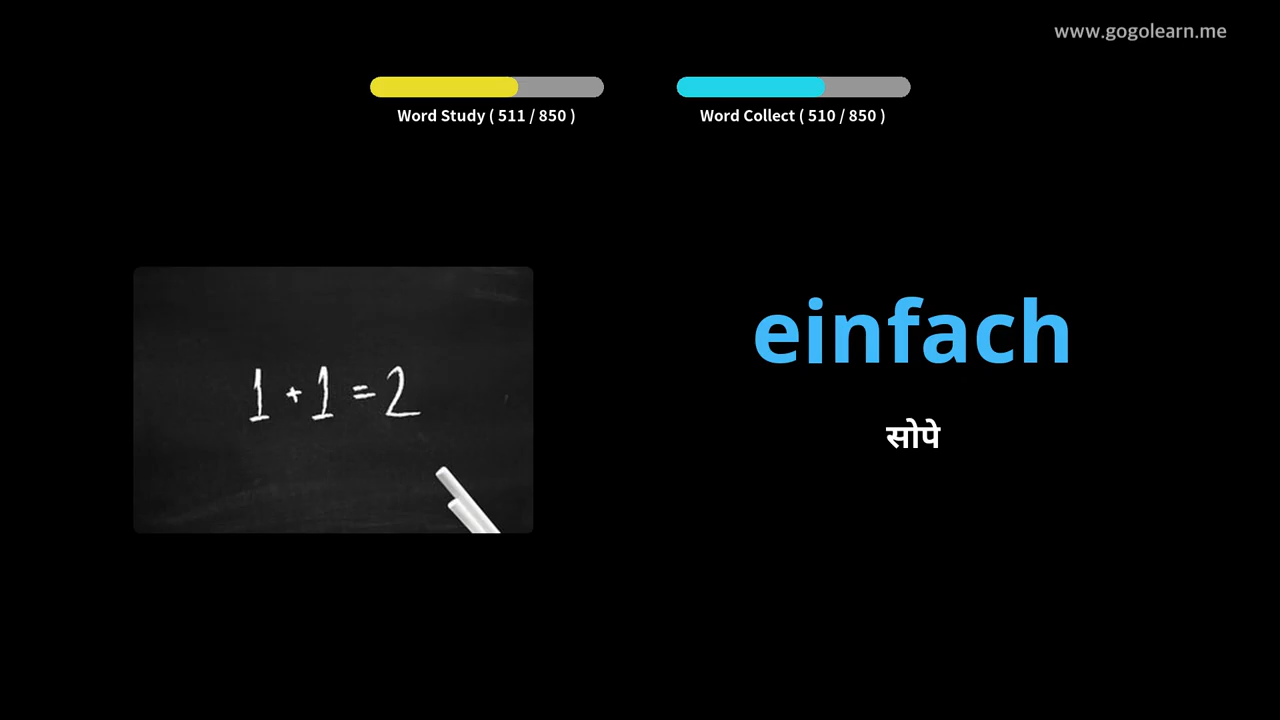 www.gogolearn.me
Word Study ( 511 / 850 )
Word Collect ( 510 / 850 )
1 + 1 = 2
einfach
सोपे